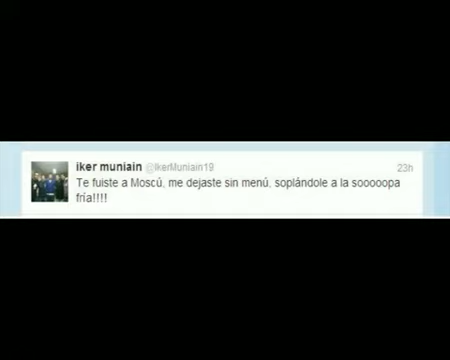 iker muniain @IkerMuniain19 23h
Te fuiste a Moscú, me dejaste sin menú, soplándole a la sooooopa
fría!!!!